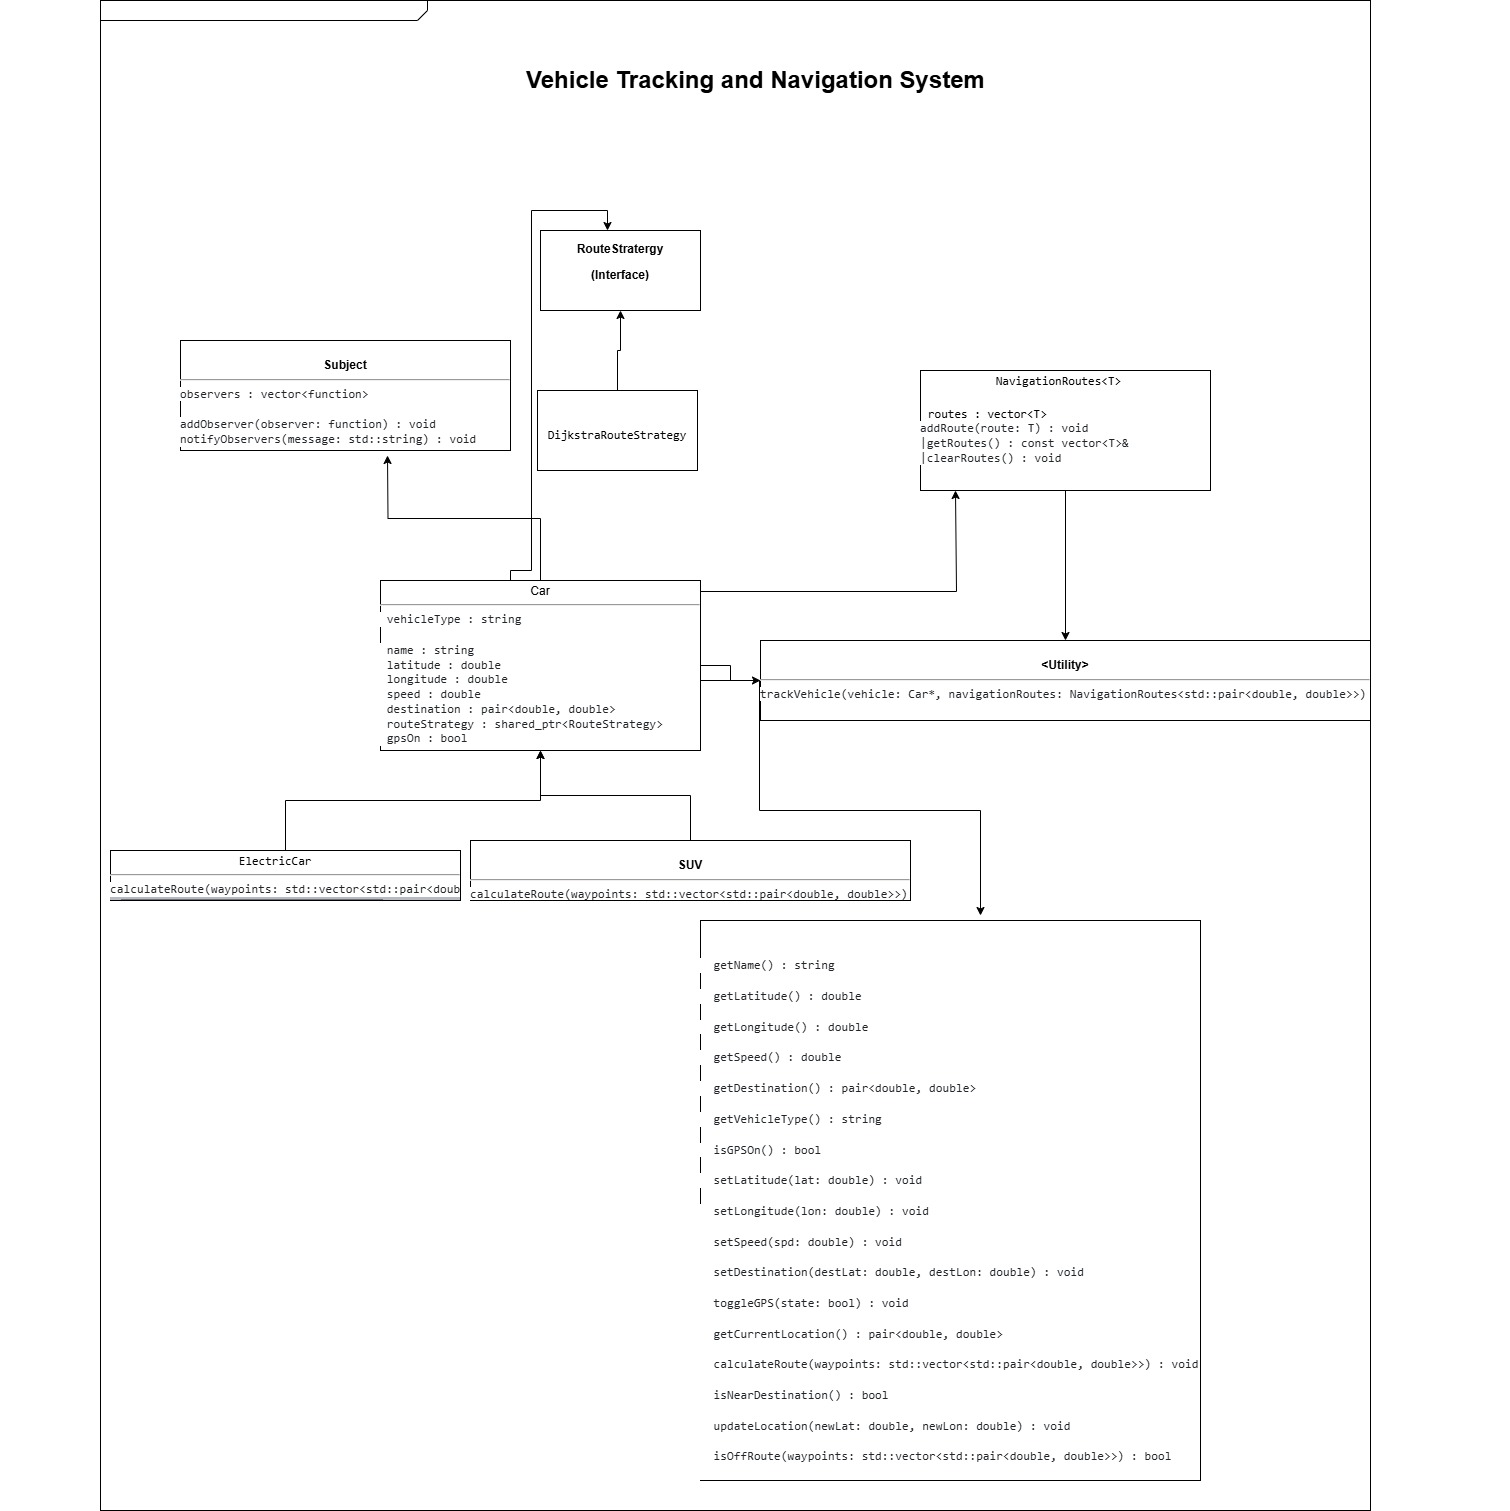 Vehicle Tracking and Navigation System
RouteStratergy
(Interface)
Subject
observers : vector<function>
addObserver(observer: function) : void
notifyObservers(message: std::string) : void
DijkstraRouteStrategy
NavigationRoutes<T>
routes : vector<T>
addRoute(route: T) : void
|getRoutes() : const vector<T>&
|clearRoutes() : void
Car
vehicleType : string
name : string
latitude : double
longitude : double
speed : double
destination : pair<double, double>
routeStrategy : shared_ptr<RouteStrategy>
gpsOn : bool
<Utility>
trackVehicle(vehicle: Car*, navigationRoutes: NavigationRoutes<std::pair<double, double>>)
ElectricCar
calculateRoute(waypoints: std::vector<std::pair<doub
SUV
calculateRoute(waypoints: std::vector<std::pair<double, double>>)
getName() : string
getLatitude() : double
getLongitude() : double
getSpeed() : double
getDestination() : pair<double, double>
getVehicleType() : string
isGPSOn() : bool
setLatitude(lat: double) : void
setLongitude(lon: double) : void
setSpeed(spd: double) : void
setDestination(destLat: double, destLon: double) : void
toggleGPS(state: bool) : void
getCurrentLocation() : pair<double, double>
calculateRoute(waypoints: std::vector<std::pair<double, double>>) : void
isNearDestination() : bool
updateLocation(newLat: double, newLon: double) : void
isOffRoute(waypoints: std::vector<std::pair<double, double>>) : bool